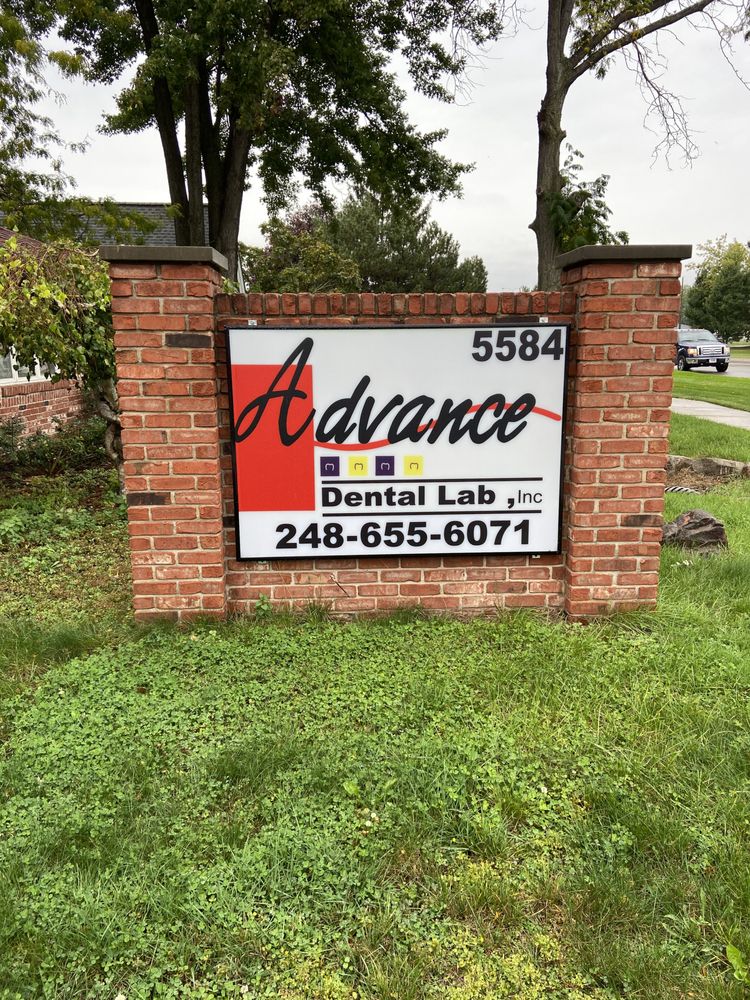 5584
Advance
Dental Lab , Inc
248-655-6071